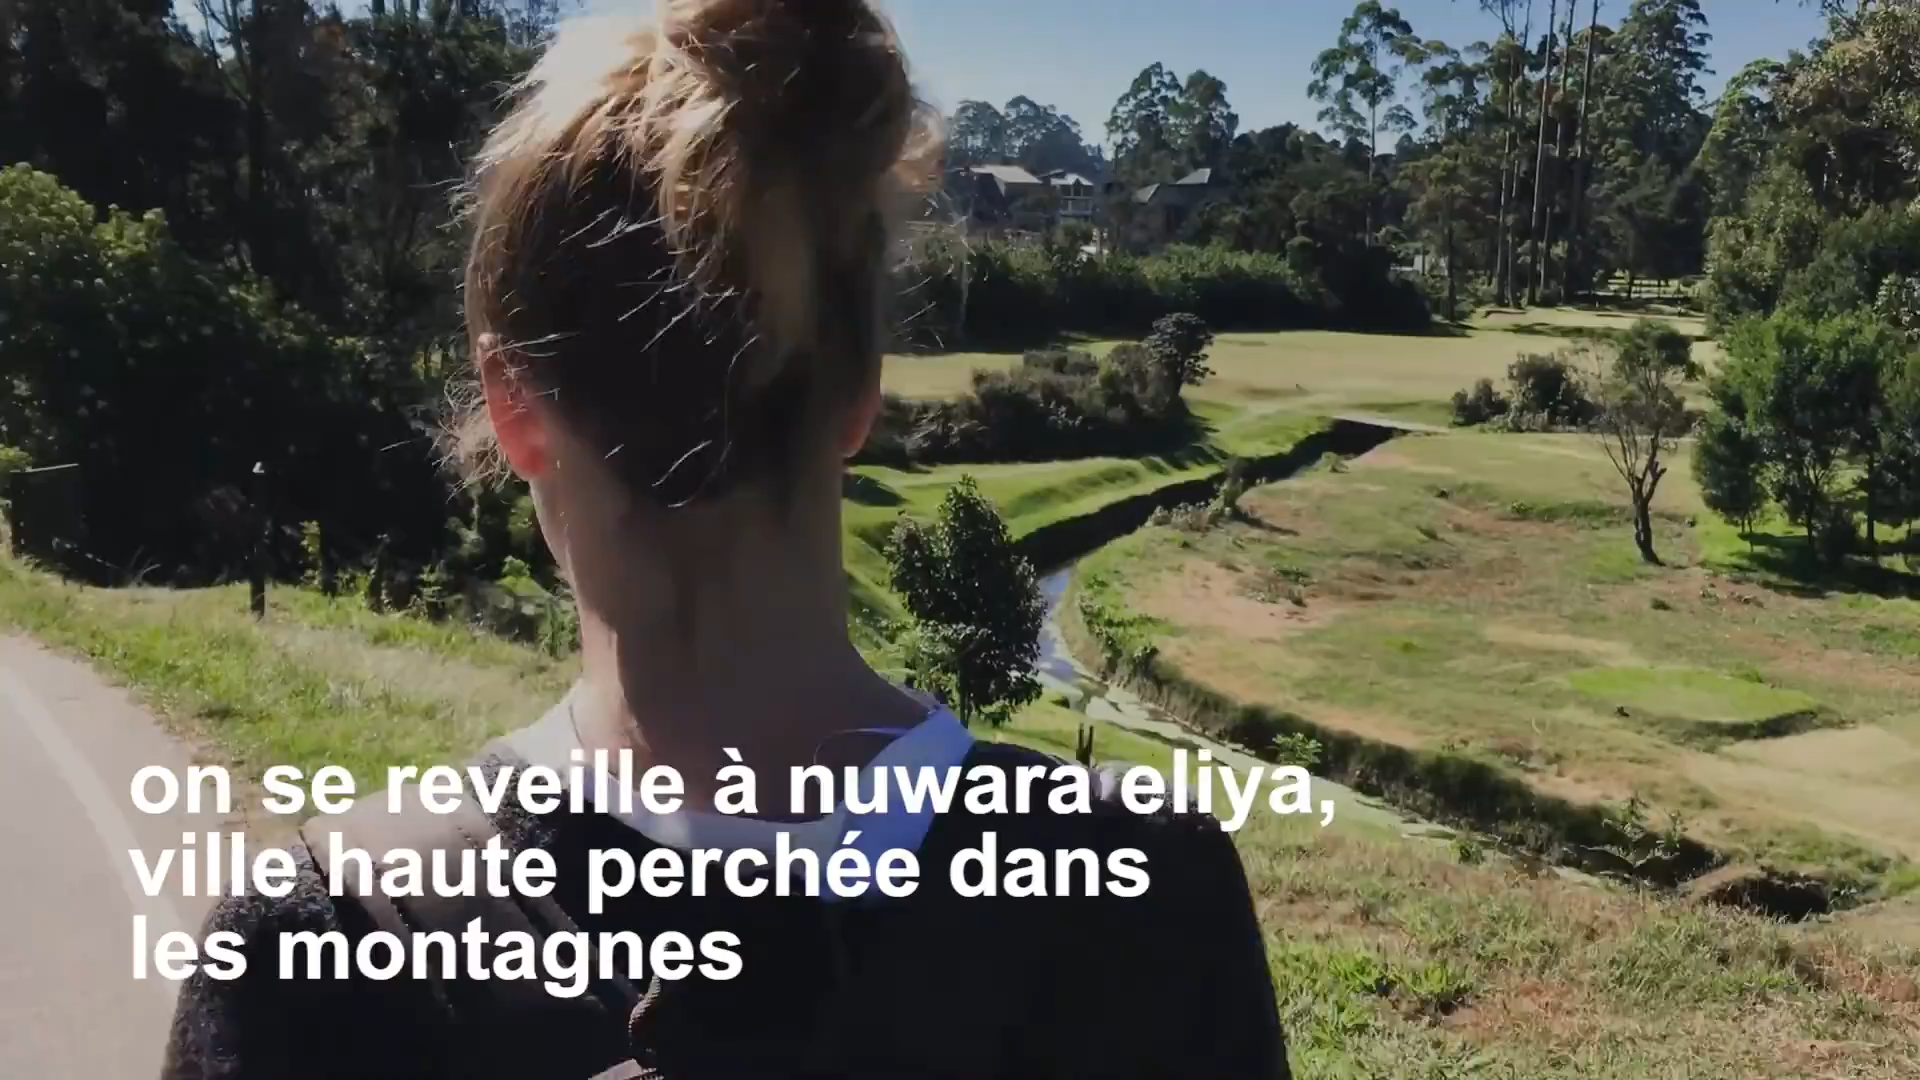 on se reveille à nuwara eliya,
ville haute perchée dans
les montagnes